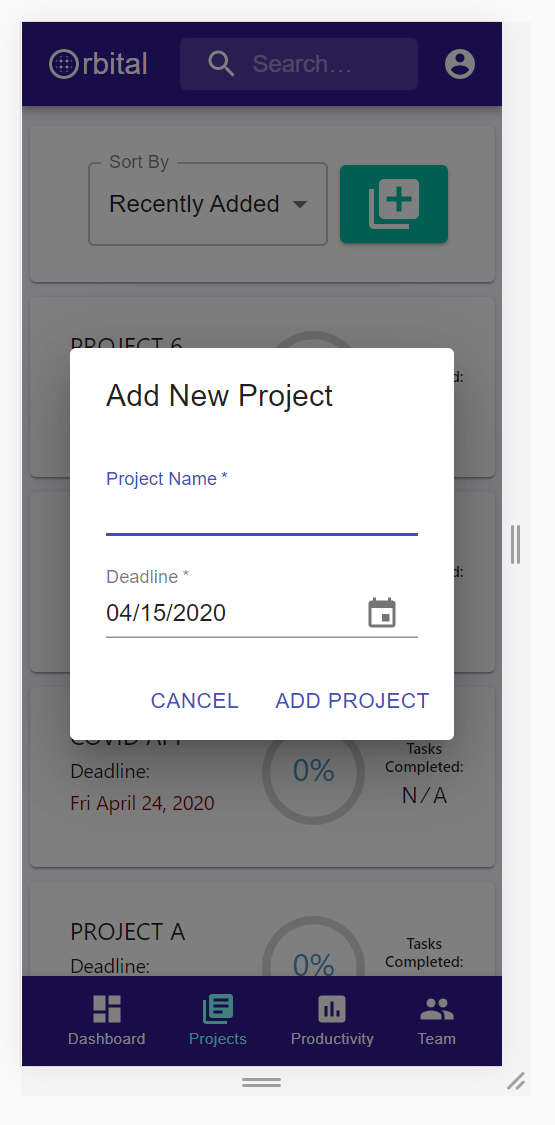 Orbital
Search…
Sort By
Recently Added
PROJECT 6
d:
Add New Project
Project Name *
Deadline *
04/15/2020
d:
CANCEL
ADD PROJECT
Tasks
Completed:
Deadline:
0%
N/A
Fri April 24, 2020
PROJECT A
Tasks
Completed:
Deadline:
0%
Dashboard
Projects
Productivity
Team